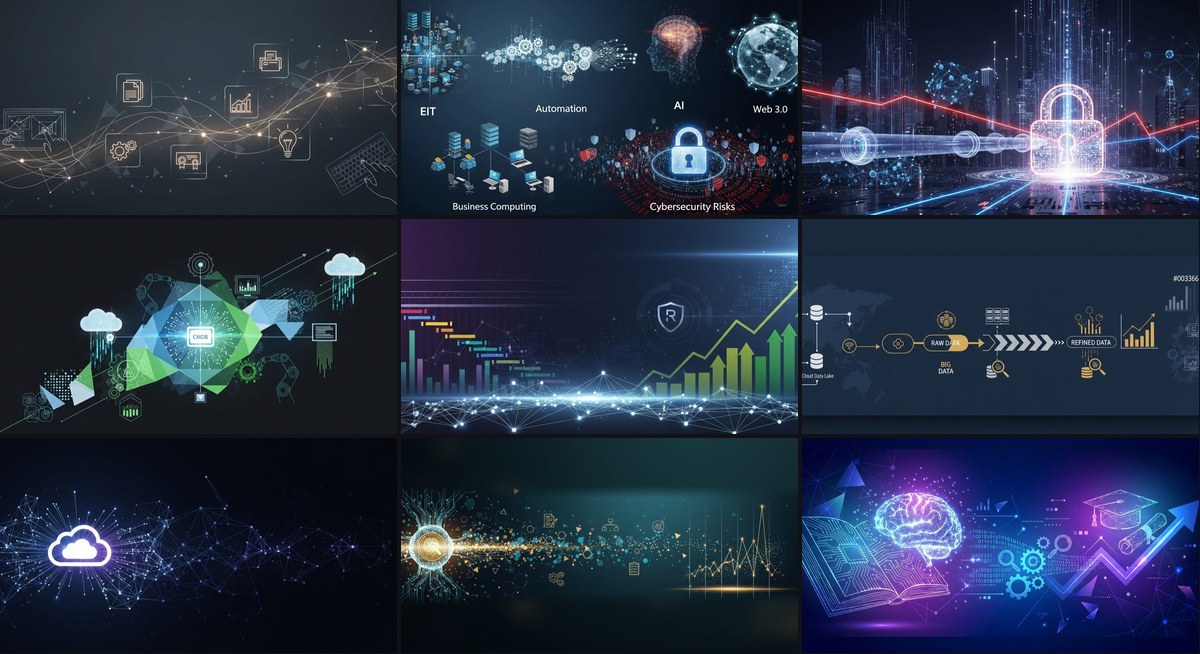 EIT
Automation
AI
Web 3.0
Business Computing
Cybersecurity Risks
CMDB
R
#003366
RAW DATA
REFINED DATA
BIG
DATA
Cloud Data Lake